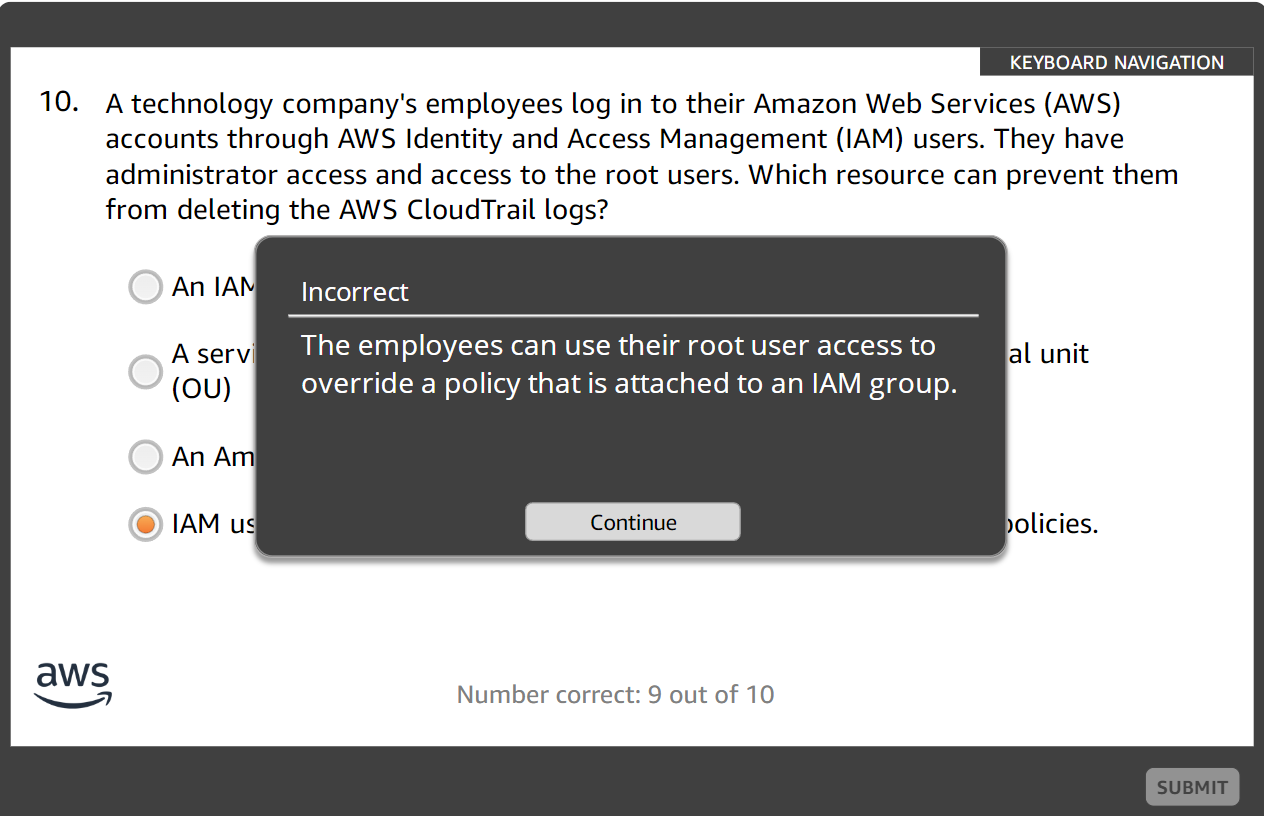 KEYBOARD NAVIGATION
10. A technology company's employees log in to their Amazon Web Services (AWS)
accounts through AWS Identity and Access Management (IAM) users. They have
administrator access and access to the root users. Which resource can prevent them
from deleting the AWS CloudTrail logs?
An IAM
A servi al unit
(OU)
An Am
IAM us policies.
Incorrect
The employees can use their root user access to
override a policy that is attached to an IAM group.
Continue
aws
Number correct: 9 out of 10
SUBMIT